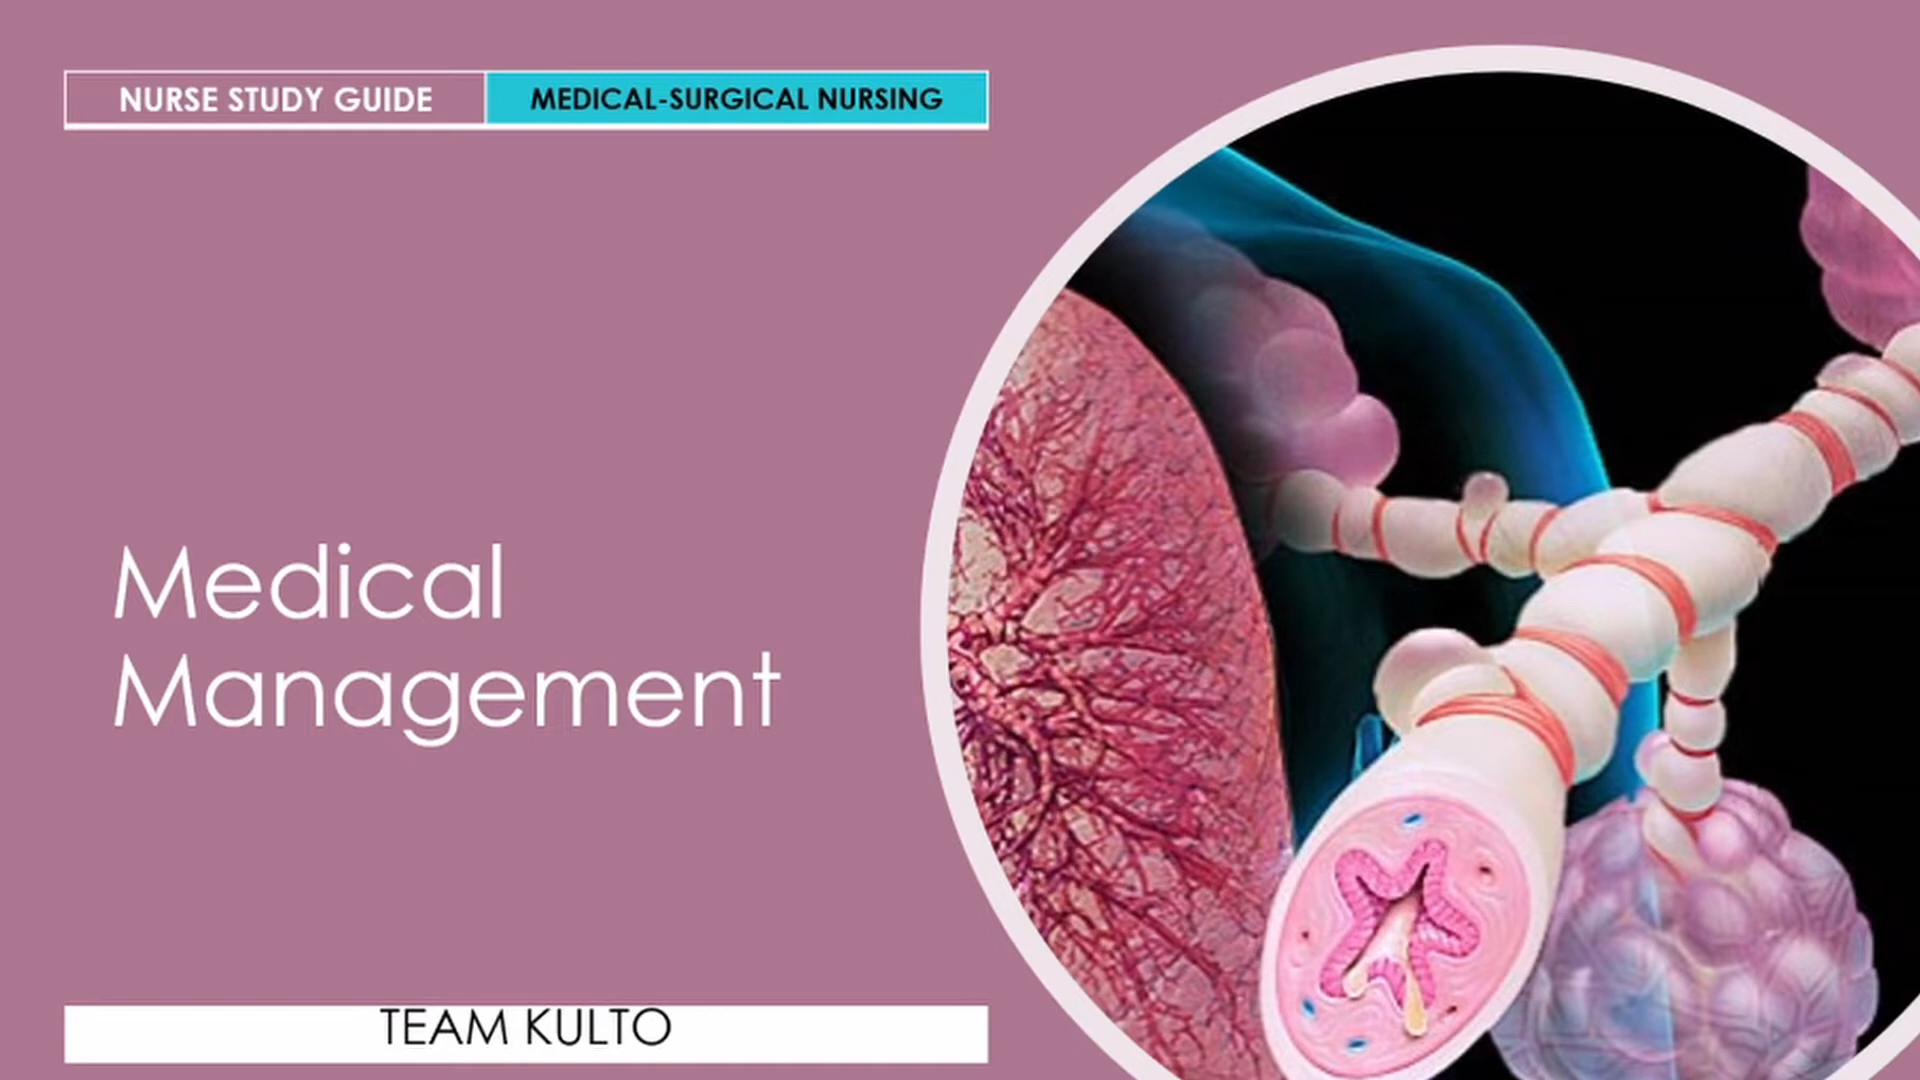 NURSE STUDY GUIDE
MEDICAL-SURGICAL NURSING
Medical
Management
TEAM KULTO